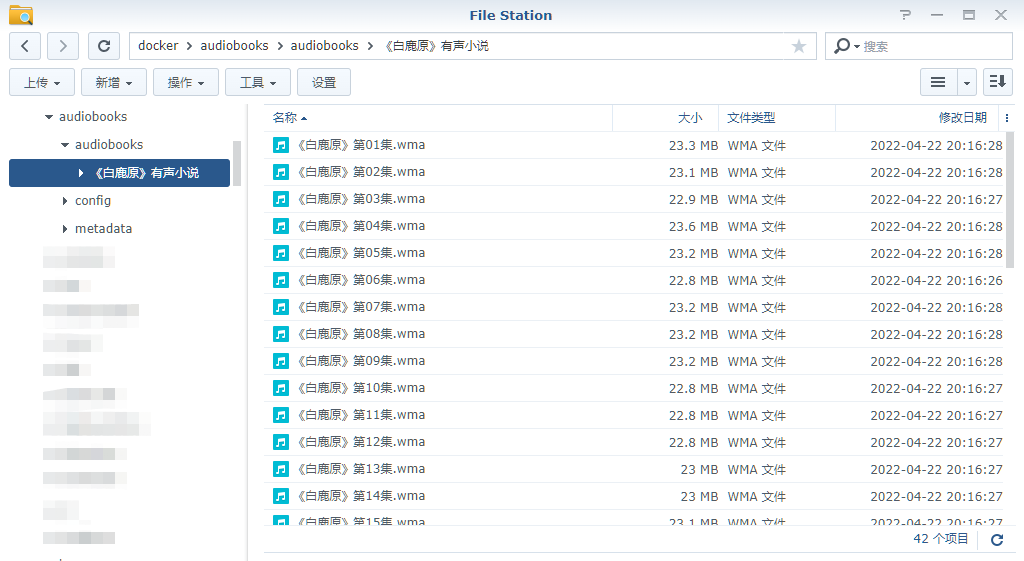 File Station
docker audiobooks audiobooks 《白鹿原》有声小说 搜索
上传 新增 操作 工具 设置
audiobooks
audiobooks
《白鹿原》有声小说
config
metadata
名称 大小 文件类型 修改日期
《白鹿原》第01集.wma 23.3 MB WMA 文件 2022-04-22 20:16:28
《白鹿原》第02集.wma 23.1 MB WMA 文件 2022-04-22 20:16:28
《白鹿原》第03集.wma 22.9 MB WMA 文件 2022-04-22 20:16:27
《白鹿原》第04集.wma 23.6 MB WMA 文件 2022-04-22 20:16:28
《白鹿原》第05集.wma 23.2 MB WMA 文件 2022-04-22 20:16:28
《白鹿原》第06集.wma 22.8 MB WMA 文件 2022-04-22 20:16:26
《白鹿原》第07集.wma 23.2 MB WMA 文件 2022-04-22 20:16:28
《白鹿原》第08集.wma 23.2 MB WMA 文件 2022-04-22 20:16:28
《白鹿原》第09集.wma 23.2 MB WMA 文件 2022-04-22 20:16:28
《白鹿原》第10集.wma 22.8 MB WMA 文件 2022-04-22 20:16:27
《白鹿原》第11集.wma 22.8 MB WMA 文件 2022-04-22 20:16:27
《白鹿原》第12集.wma 22.8 MB WMA 文件 2022-04-22 20:16:27
《白鹿原》第13集.wma 23 MB WMA 文件 2022-04-22 20:16:27
《白鹿原》第14集.wma 23 MB WMA 文件 2022-04-22 20:16:27
《白鹿原》第15集.wma 23.1 MB WMA 文件 2022-04-22 20:16:27
42 个项目